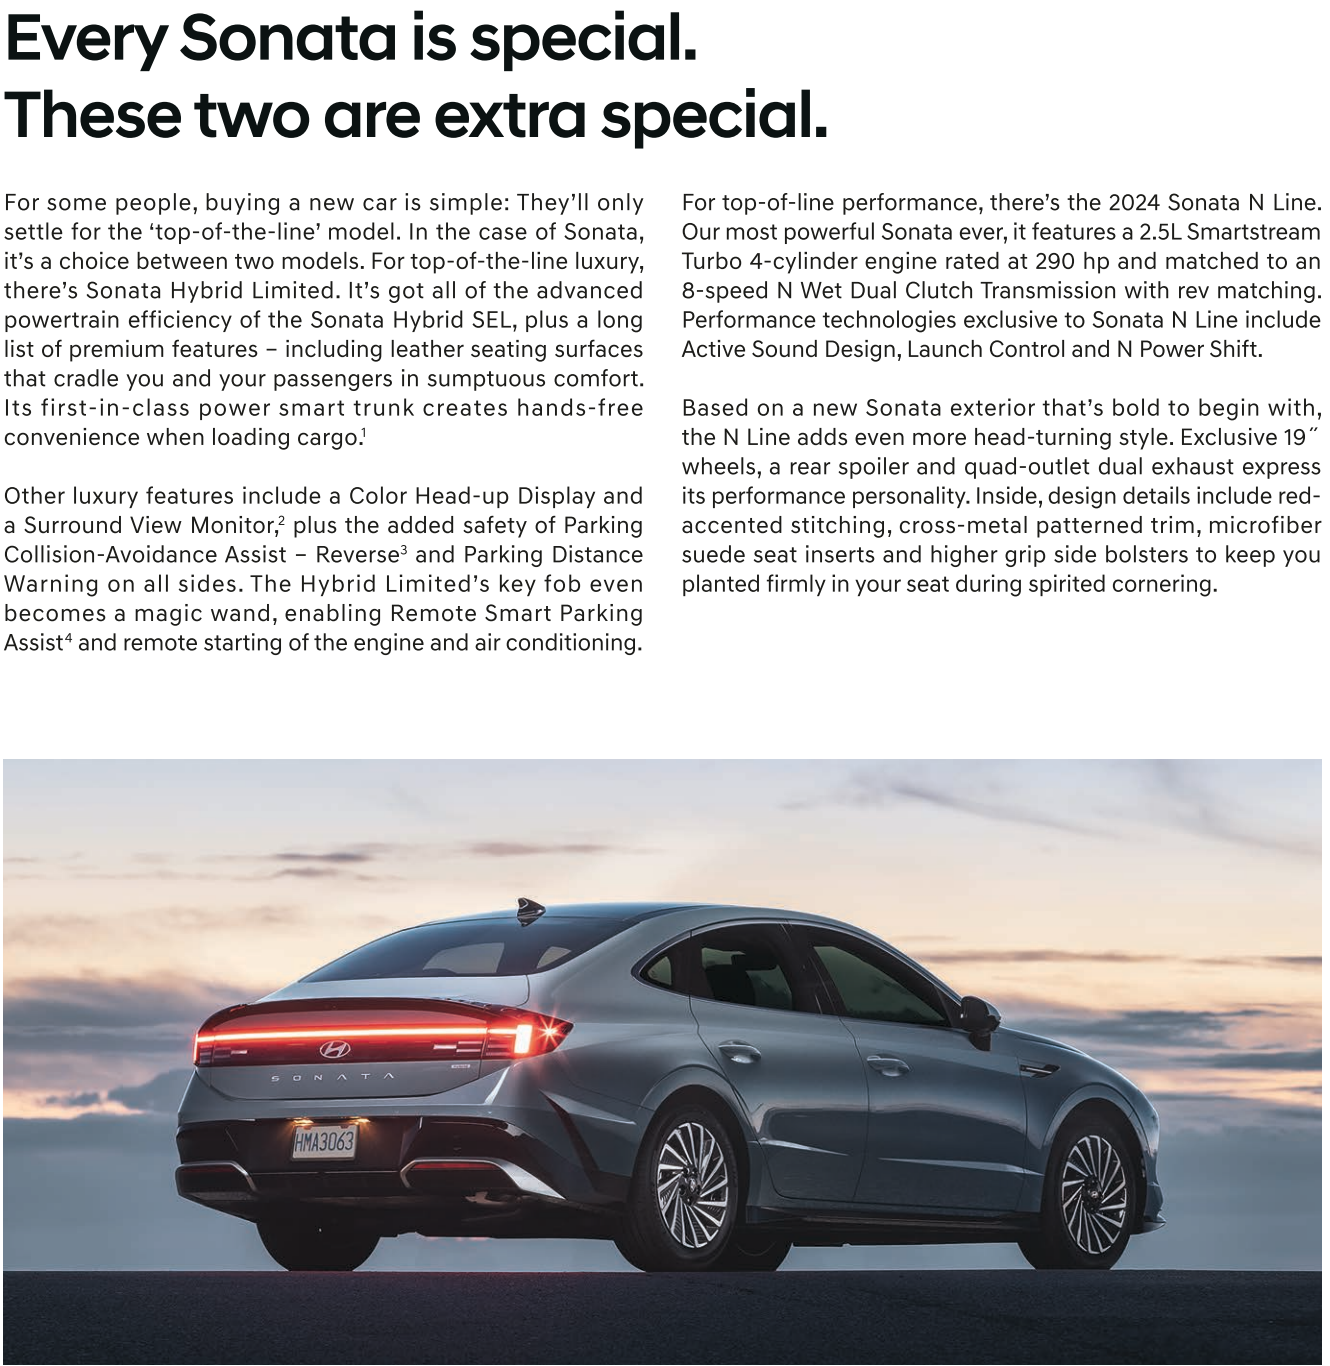 Every Sonata is special.
These two are extra special.
For some people, buying a new car is simple: They’ll only
settle for the ‘top-of-the-line’ model. In the case of Sonata,
it’s a choice between two models. For top-of-the-line luxury,
there’s Sonata Hybrid Limited. It’s got all of the advanced
powertrain efficiency of the Sonata Hybrid SEL, plus a long
list of premium features – including leather seating surfaces
that cradle you and your passengers in sumptuous comfort.
Its first-in-class power smart trunk creates hands-free
convenience when loading cargo.¹
Other luxury features include a Color Head-up Display and
a Surround View Monitor,² plus the added safety of Parking
Collision-Avoidance Assist – Reverse³ and Parking Distance
Warning on all sides. The Hybrid Limited’s key fob even
becomes a magic wand, enabling Remote Smart Parking
Assist⁴ and remote starting of the engine and air conditioning.
For top-of-line performance, there’s the 2024 Sonata N Line.
Our most powerful Sonata ever, it features a 2.5L Smartstream
Turbo 4-cylinder engine rated at 290 hp and matched to an
8-speed N Wet Dual Clutch Transmission with rev matching.
Performance technologies exclusive to Sonata N Line include
Active Sound Design, Launch Control and N Power Shift.
Based on a new Sonata exterior that’s bold to begin with,
the N Line adds even more head-turning style. Exclusive 19˝
wheels, a rear spoiler and quad-outlet dual exhaust express
its performance personality. Inside, design details include red-
accented stitching, cross-metal patterned trim, microfiber
suede seat inserts and higher grip side bolsters to keep you
planted firmly in your seat during spirited cornering.
SONATA
HMA3063